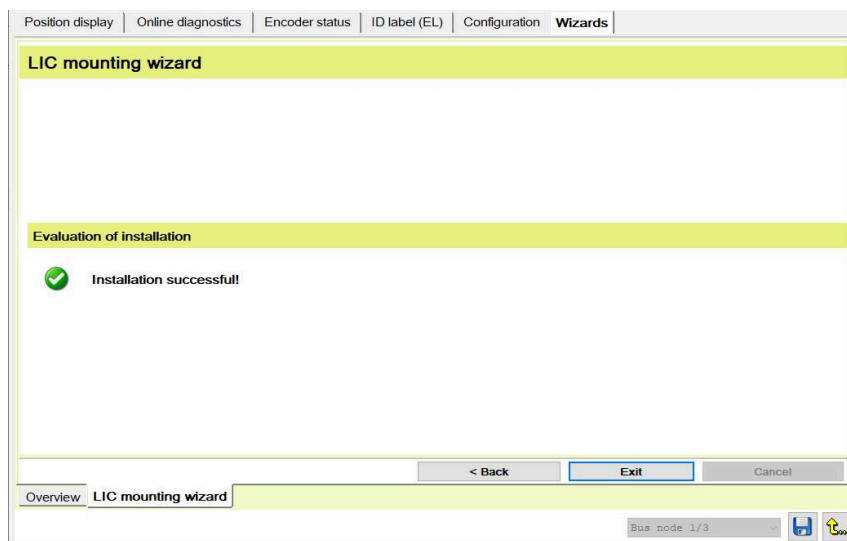 Position display Online diagnostics Encoder status ID label (EL) Configuration Wizards
LIC mounting wizard
Evaluation of installation
Installation successful!
< Back Exit Cancel
Overview LIC mounting wizard
Bus node 1/3